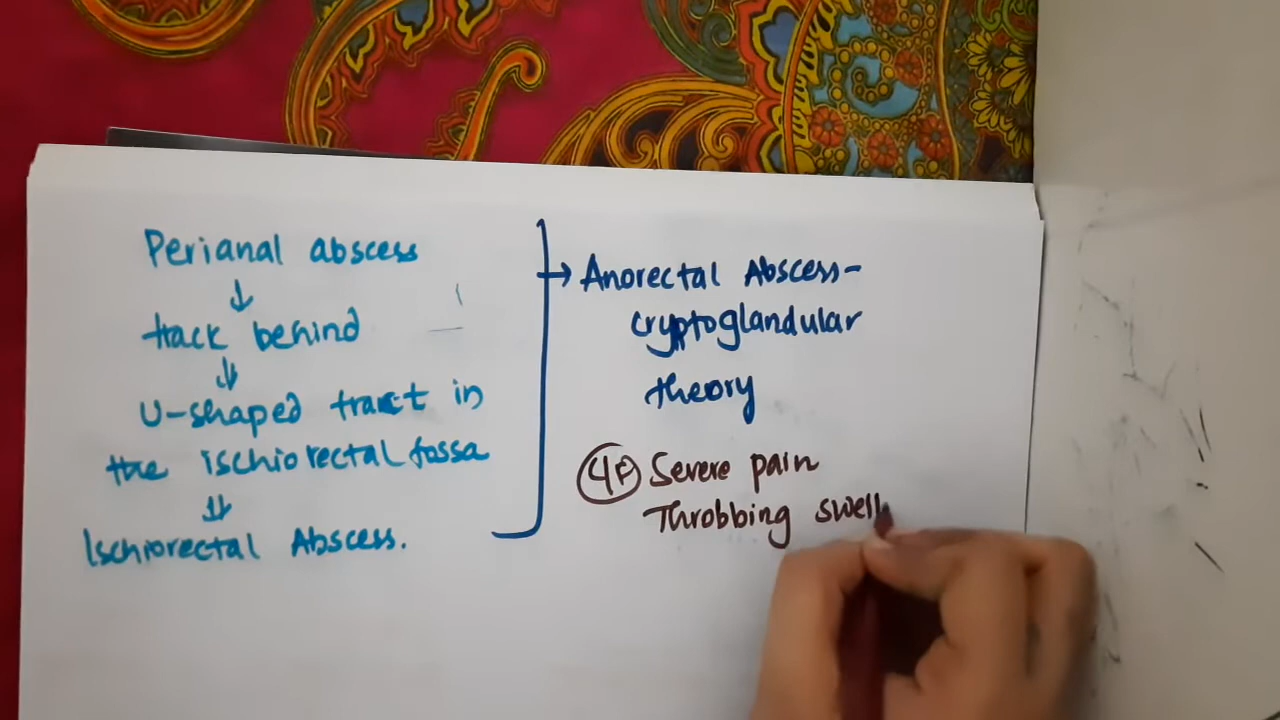 Perianal abscess
↓
track behind
↓
U-shaped tract in
the ischiorectal fossa
↓
Ischiorectal Abscess.
→ Anorectal Abscess-
cryptoglandular
theory
Severe pain
Throbbing swell